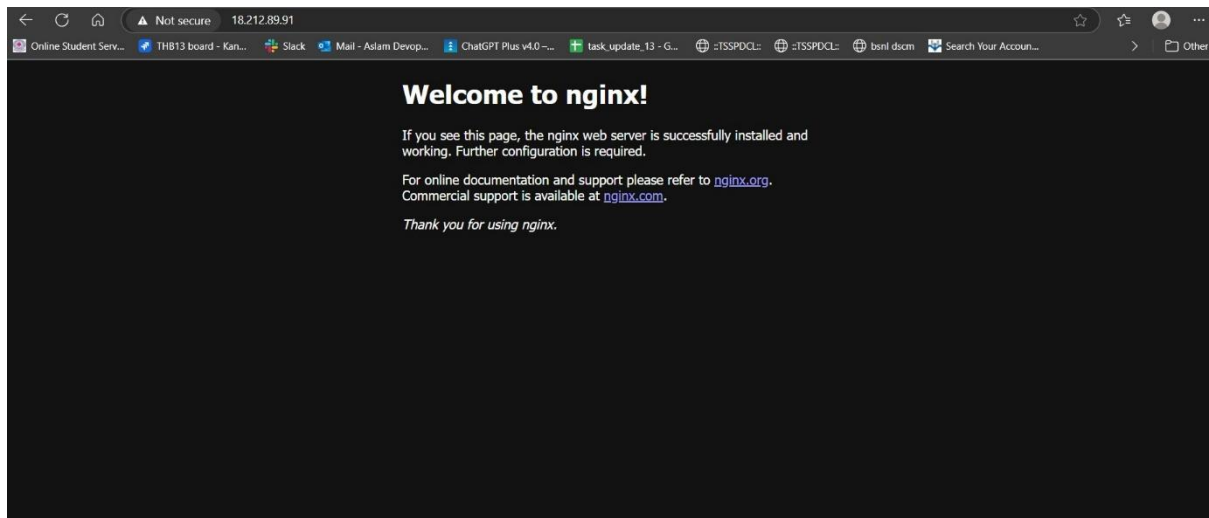 Not secure 18.212.89.91
Online Student Serv... THB13 board - Kan... Slack Mail - Aslam Devop... ChatGPT Plus v4.0 –... task_update_13 - G... ::TSSPDCL:: ::TSSPDCL:: bsnl dscm Search Your Accoun... Other
Welcome to nginx!
If you see this page, the nginx web server is successfully installed and
working. Further configuration is required.
For online documentation and support please refer to nginx.org.
Commercial support is available at nginx.com.
Thank you for using nginx.